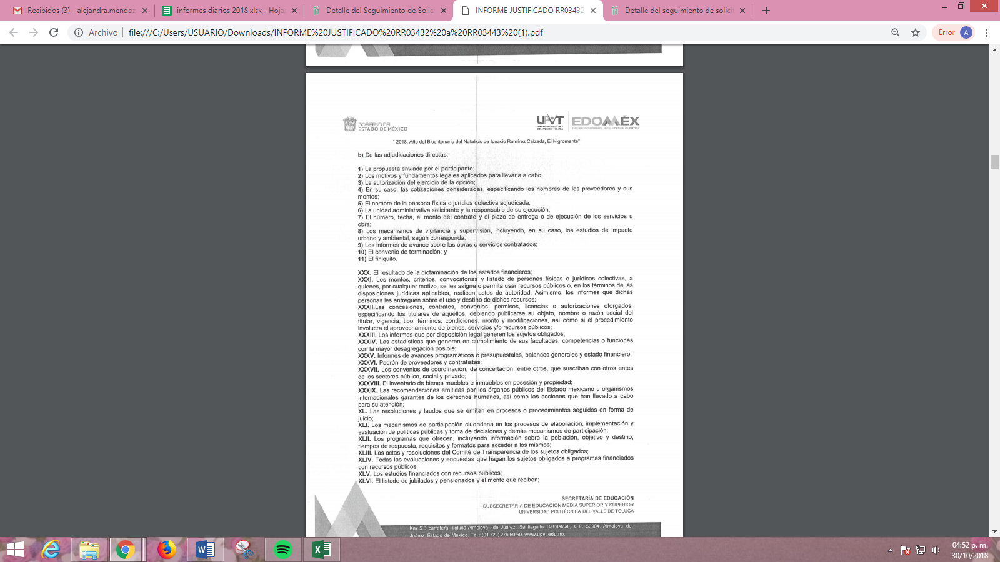 Recibidos (3) - alejandra.mendoz
informes diarios 2018.xlsx - Hoja
Detalle del Seguimiento de Solic
INFORME JUSTIFICADO RR03432
Detalle del seguimiento de solicit
Archivo
file:///C:/Users/USUARIO/Downloads/INFORME%20JUSTIFICADO%20RR03432%20a%20RR03443%20(1).pdf
Error
A
GOBIERNO DEL
ESTADO DE MÉXICO
UPVT
UNIVERSIDAD POLITÉCNICA
DEL VALLE DE TOLUCA
EDOMÉX
" 2018. Año del Bicentenario del Natalicio de Ignacio Ramírez Calzada, El Nigromante"
b) De las adjudicaciones directas:
1) La propuesta enviada por el participante;
2) Los motivos y fundamentos legales aplicados para llevarla a cabo;
3) La autorización del ejercicio de la opción;
4) En su caso, las cotizaciones consideradas, especificando los nombres de los proveedores y sus
montos;
5) El nombre de la persona física o jurídica colectiva adjudicada;
6) La unidad administrativa solicitante y la responsable de su ejecución;
7) El número, fecha, el monto del contrato y el plazo de entrega o de ejecución de los servicios u
obra;
8) Los mecanismos de vigilancia y supervisión, incluyendo, en su caso, los estudios de impacto
urbano y ambiental, según corresponda;
9) Los informes de avance sobre las obras o servicios contratados;
10) El convenio de terminación; y
11) El finiquito.
XXX. El resultado de la dictaminación de los estados financieros;
XXXI. Los montos, criterios, convocatorias y listado de personas físicas o jurídicas colectivas, a
quienes, por cualquier motivo, se les asigne o permita usar recursos públicos o, en los términos de las
disposiciones jurídicas aplicables, realicen actos de autoridad. Asimismo, los informes que dichas
personas les entreguen sobre el uso y destino de dichos recursos;
XXXII.Las concesiones, contratos, convenios, permisos, licencias o autorizaciones otorgados,
especificando los titulares de aquéllos, debiendo publicarse su objeto, nombre o razón social del
titular, vigencia, tipo, términos, condiciones, monto y modificaciones, así como si el procedimiento
involucra el aprovechamiento de bienes, servicios y/o recursos públicos;
XXXIII. Los informes que por disposición legal generen los sujetos obligados;
XXXIV. Las estadísticas que generen en cumplimiento de sus facultades, competencias o funciones
con la mayor desagregación posible;
XXXV. Informes de avances programáticos o presupuestales, balances generales y estado financiero;
XXXVI. Padrón de proveedores y contratistas;
XXXVII. Los convenios de coordinación, de concertación, entre otros, que suscriban con otros entes
de los sectores público, social y privado;
XXXVIII. El inventario de bienes muebles e inmuebles en posesión y propiedad;
XXXIX. Las recomendaciones emitidas por los órganos públicos del Estado mexicano u organismos
internacionales garantes de los derechos humanos, así como las acciones que han llevado a cabo
para su atención;
XL. Las resoluciones y laudos que se emitan en procesos o procedimientos seguidos en forma de
juicio;
XLI. Los mecanismos de participación ciudadana en los procesos de elaboración, implementación y
evaluación de políticas públicas y toma de decisiones y demás mecanismos de participación;
XLII. Los programas que ofrecen, incluyendo información sobre la población, objetivo y destino,
tiempos de respuesta, requisitos y formatos para acceder a los mismos;
XLIII. Las actas y resoluciones del Comité de Transparencia de los sujetos obligados;
XLIV. Todas las evaluaciones y encuestas que hagan los sujetos obligados a programas financiados
con recursos públicos;
XLV. Los estudios financiados con recursos públicos;
XLVI. El listado de jubilados y pensionados y el monto que reciben;
SECRETARÍA DE EDUCACIÓN
SUBSECRETARÍA DE EDUCACIÓN MEDIA SUPERIOR Y SUPERIOR
UNIVERSIDAD POLITÉCNICA DEL VALLE DE TOLUCA
Km 5.6 carretera Toluca-Almoloya de Juárez, Santiaguito Tlalcilalcali, C.P. 50904, Almoloya de
Juárez, Estado de México. Tel.: (01 722) 276 60 60. www.upvt.edu.mx
04:52 p. m.
30/10/2018